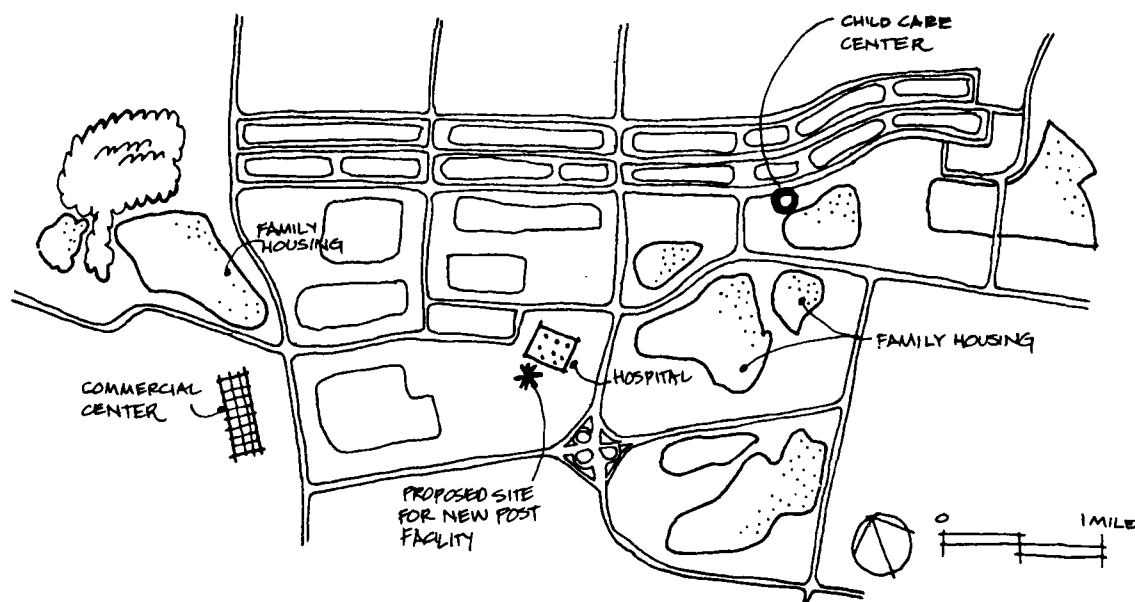 CHILD CARE
CENTER
FAMILY
HOUSING
FAMILY HOUSING
HOSPITAL
COMMERCIAL
CENTER
PROPOSED SITE
FOR NEW POST
FACILITY
0
1 MILE